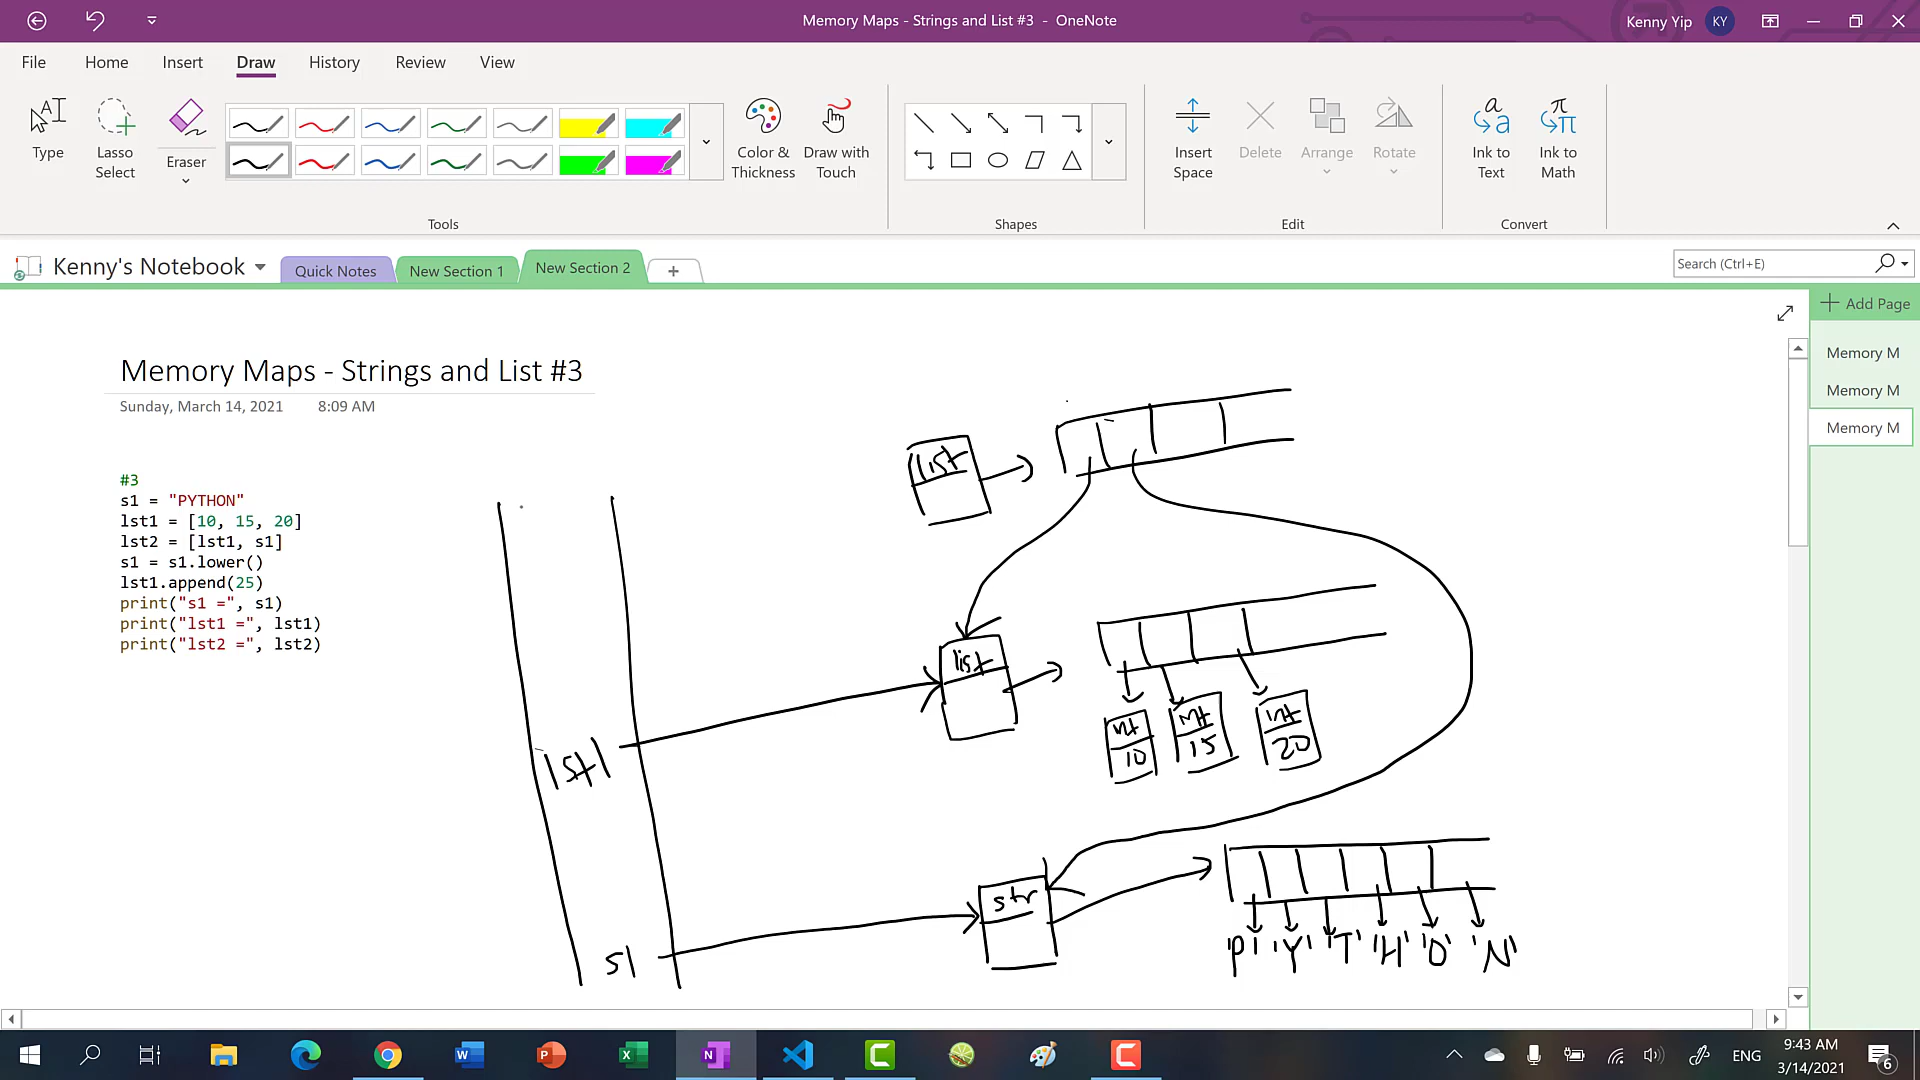 Memory Maps - Strings and List #3 - OneNote
Kenny Yip
KY
File
Home
Insert
Draw
History
Review
View
Type
Lasso Select
Eraser
Color & Thickness
Draw with Touch
Insert Space
Delete
Arrange
Rotate
Ink to Text
Ink to Math
Tools
Shapes
Edit
Convert
Kenny's Notebook
Quick Notes
New Section 1
New Section 2
Search (Ctrl+E)
Add Page
Memory M
Memory M
Memory M
Memory Maps - Strings and List #3
Sunday, March 14, 2021 8:09 AM
#3
s1 = "PYTHON"
lst1 = [10, 15, 20]
lst2 = [lst1, s1]
s1 = s1.lower()
lst1.append(25)
print("s1 =", s1)
print("lst1 =", lst1)
print("lst2 =", lst2)
list
list
int
10
int
15
int
20
lst1
str
s1
'P' 'Y' 'T' 'H' 'O' 'N'
ENG
9:43 AM
3/14/2021
6